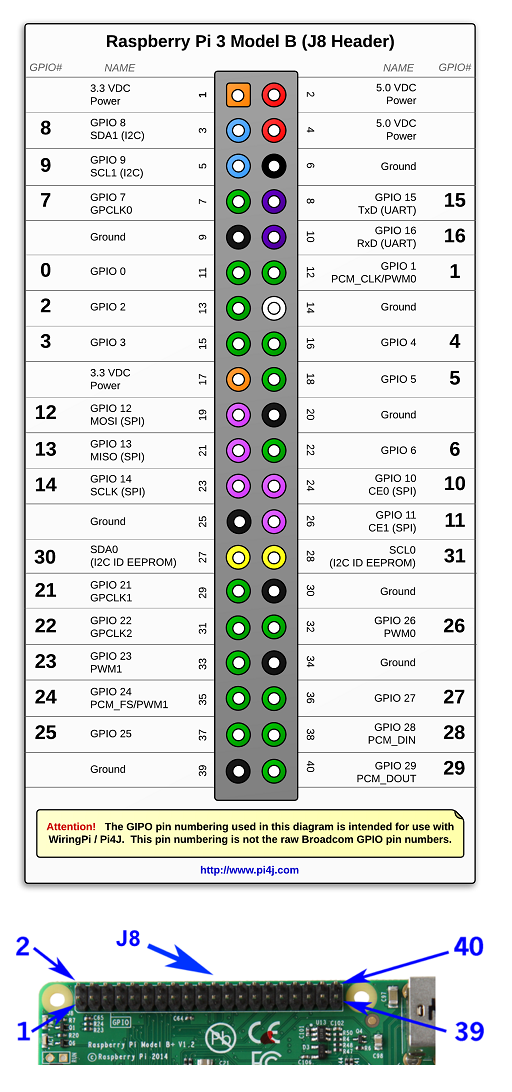 Raspberry Pi 3 Model B (J8 Header)
GPIO# NAME NAME GPIO#
3.3 VDC Power 1 2 5.0 VDC Power
8 GPIO 8 SDA1 (I2C) 3 4 5.0 VDC Power
9 GPIO 9 SCL1 (I2C) 5 6 Ground
7 GPIO 7 GPCLK0 7 8 GPIO 15 TxD (UART) 15
Ground 9 10 GPIO 16 RxD (UART) 16
0 GPIO 0 11 12 GPIO 1 PCM_CLK/PWM0 1
2 GPIO 2 13 14 Ground
3 GPIO 3 15 16 GPIO 4 4
3.3 VDC Power 17 18 GPIO 5 5
12 GPIO 12 MOSI (SPI) 19 20 Ground
13 GPIO 13 MISO (SPI) 21 22 GPIO 6 6
14 GPIO 14 SCLK (SPI) 23 24 GPIO 10 CE0 (SPI) 10
Ground 25 26 GPIO 11 CE1 (SPI) 11
30 SDA0 (I2C ID EEPROM) 27 28 SCL0 (I2C ID EEPROM) 31
21 GPIO 21 GPCLK1 29 30 Ground
22 GPIO 22 GPCLK2 31 32 GPIO 26 PWM0 26
23 GPIO 23 PWM1 33 34 Ground
24 GPIO 24 PCM_FS/PWM1 35 36 GPIO 27 27
25 GPIO 25 37 38 GPIO 28 PCM_DIN 28
Ground 39 40 GPIO 29 PCM_DOUT 29
Attention! The GIPO pin numbering used in this diagram is intended for use with
WiringPi / Pi4J. This pin numbering is not the raw Broadcom GPIO pin numbers.
http://www.pi4j.com
2 J8 40
1 39
GPIO
C65
R24
R23
C64
U13 C102
Raspberry Pi Model B+ V1.2
© Raspberry Pi 2014
RUN